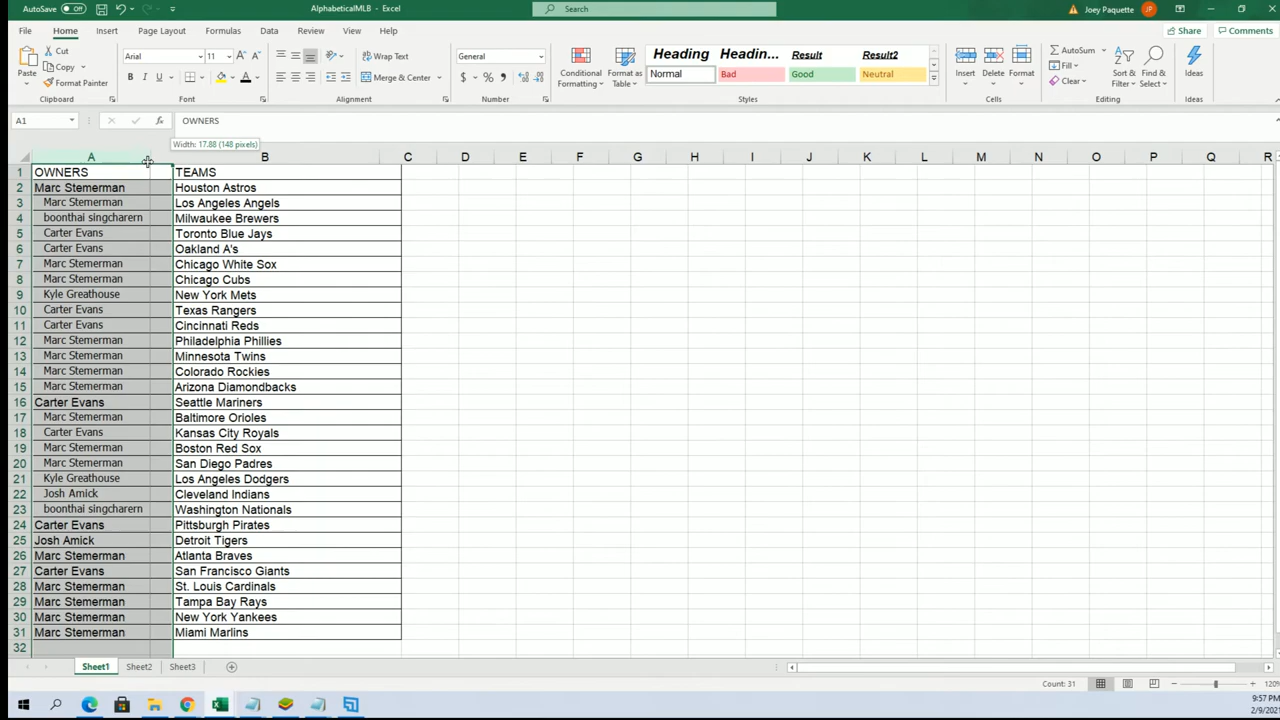 AutoSave Off AlphabeticalMLB - Excel Search Joey Paquette JP
File Home Insert Page Layout Formulas Data Review View Help Share Comments
Paste Cut Copy Format Painter Clipboard
Arial 11 B I U A Font
Wrap Text Merge & Center Alignment
General $ % Number
Conditional Formatting Format as Table
Heading Headin... Result Result2
Normal Bad Good Neutral
Styles
Insert Delete Format Cells
AutoSum Fill Clear Sort & Filter Find & Select Editing
Ideas Ideas
A1 fx OWNERS
Width: 17.88 (148 pixels)
A B C D E F G H I J K L M N O P Q R
1 OWNERS TEAMS
2 Marc Stemerman Houston Astros
3 Marc Stemerman Los Angeles Angels
4 boonthai singcharern Milwaukee Brewers
5 Carter Evans Toronto Blue Jays
6 Carter Evans Oakland A's
7 Marc Stemerman Chicago White Sox
8 Marc Stemerman Chicago Cubs
9 Kyle Greathouse New York Mets
10 Carter Evans Texas Rangers
11 Carter Evans Cincinnati Reds
12 Marc Stemerman Philadelphia Phillies
13 Marc Stemerman Minnesota Twins
14 Marc Stemerman Colorado Rockies
15 Marc Stemerman Arizona Diamondbacks
16 Carter Evans Seattle Mariners
17 Marc Stemerman Baltimore Orioles
18 Carter Evans Kansas City Royals
19 Marc Stemerman Boston Red Sox
20 Marc Stemerman San Diego Padres
21 Kyle Greathouse Los Angeles Dodgers
22 Josh Amick Cleveland Indians
23 boonthai singcharern Washington Nationals
24 Carter Evans Pittsburgh Pirates
25 Josh Amick Detroit Tigers
26 Marc Stemerman Atlanta Braves
27 Carter Evans San Francisco Giants
28 Marc Stemerman St. Louis Cardinals
29 Marc Stemerman Tampa Bay Rays
30 Marc Stemerman New York Yankees
31 Marc Stemerman Miami Marlins
32
Sheet1 Sheet2 Sheet3
Count: 31 120%
9:57 PM
2/9/2021